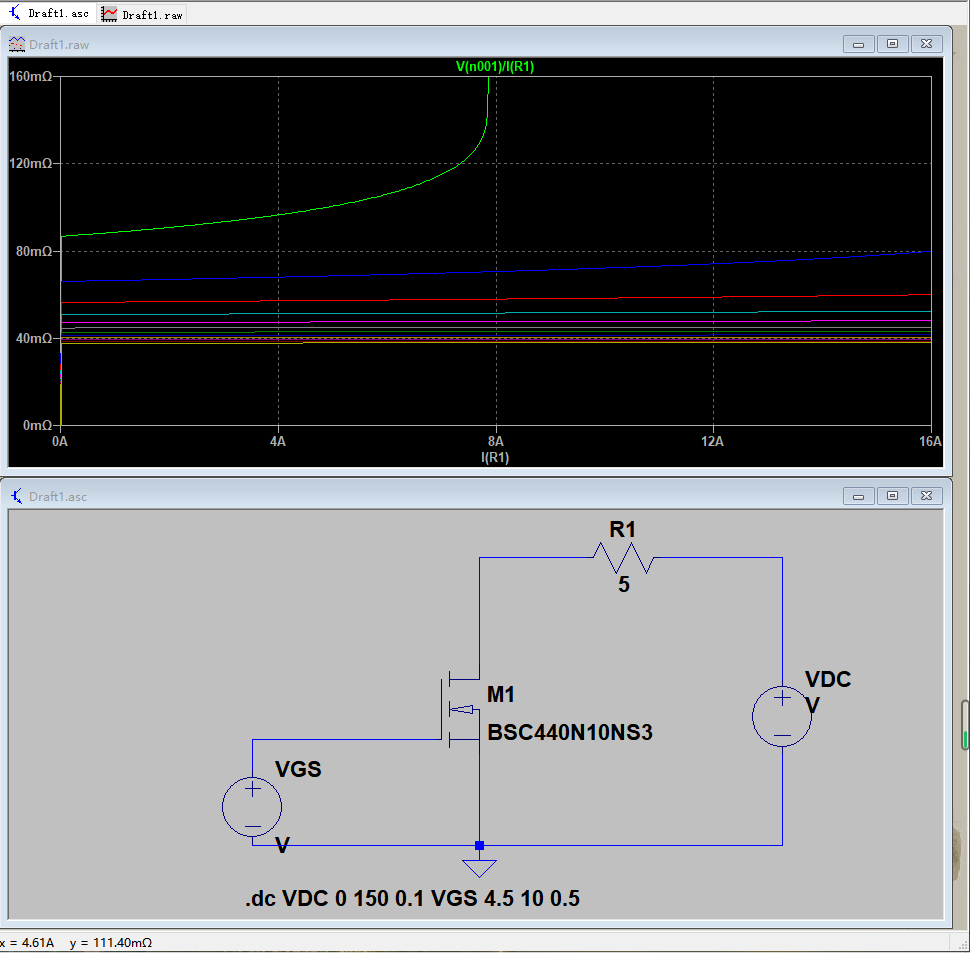 Draft1.asc Draft1.raw
Draft1.raw
V(n001)/I(R1)
160mΩ
120mΩ
80mΩ
40mΩ
0mΩ
0A 4A 8A 12A 16A
I(R1)
Draft1.asc
R1
5
VDC
V
M1
BSC440N10NS3
VGS
V
.dc VDC 0 150 0.1 VGS 4.5 10 0.5
x = 4.61A y = 111.40mΩ